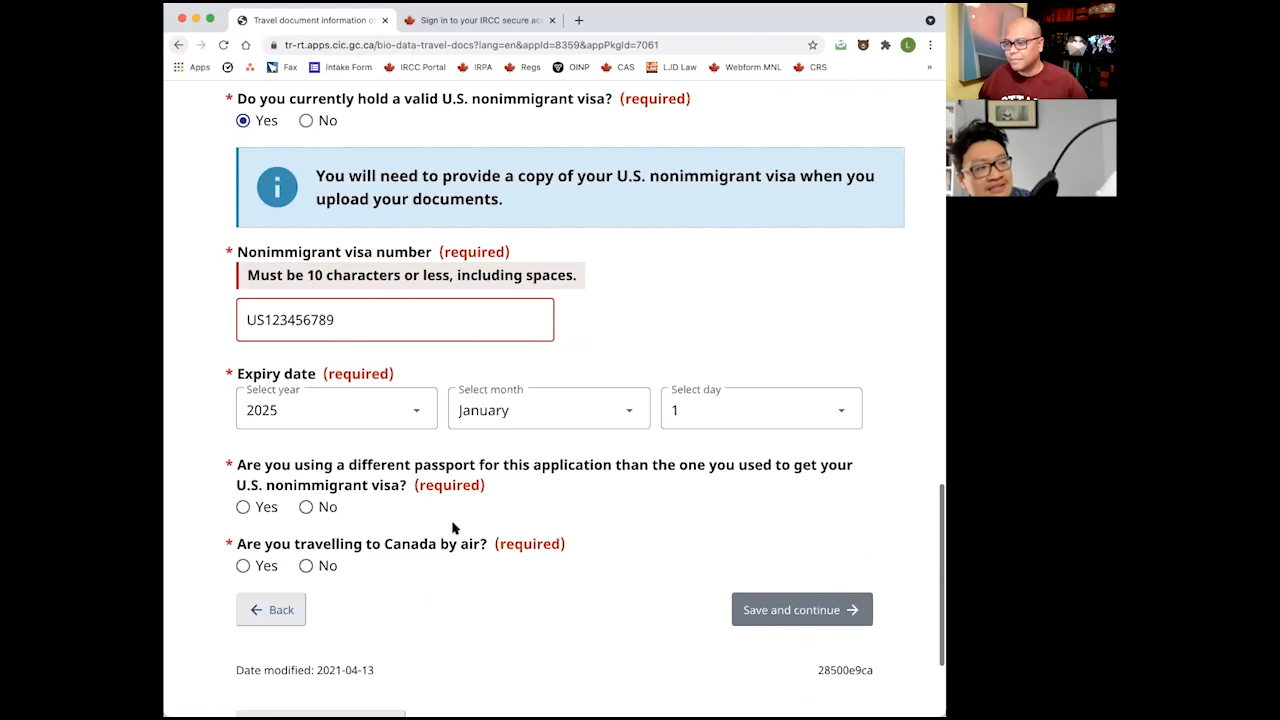 Travel document information o
Sign in to your IRCC secure acc
tr-rt.apps.cic.gc.ca/bio-data-travel-docs?lang=en&appId=8359&appPkgId=7061
L
Apps
Fax
Intake Form
IRCC Portal
IRPA
Regs
OINP
CAS
LJD Law
Webform MNL
CRS
»
* Do you currently hold a valid U.S. nonimmigrant visa? (required)
Yes
No
You will need to provide a copy of your U.S. nonimmigrant visa when you
upload your documents.
* Nonimmigrant visa number (required)
Must be 10 characters or less, including spaces.
US123456789
* Expiry date (required)
Select year
Select month
Select day
2025
January
1
* Are you using a different passport for this application than the one you used to get your
U.S. nonimmigrant visa? (required)
Yes
No
* Are you travelling to Canada by air? (required)
Yes
No
Back
Save and continue
Date modified: 2021-04-13
28500e9ca